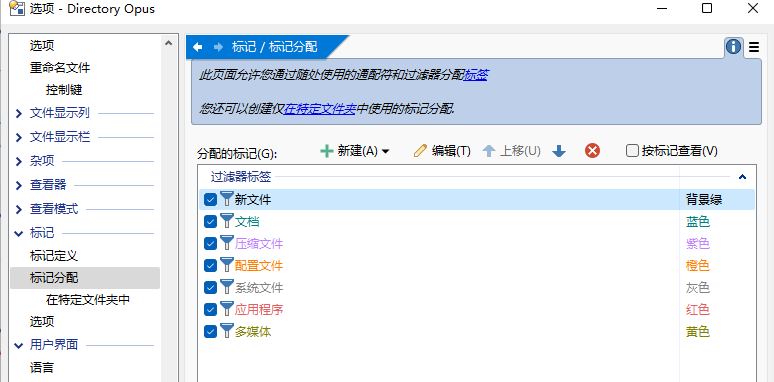 选项 - Directory Opus
选项
重命名文件
控制键
文件显示列
文件显示栏
杂项
查看器
查看模式
标记
标记定义
标记分配
在特定文件夹中
选项
用户界面
语言
标记 / 标记分配
此页面允许您通过随处使用的通配符和过滤器分配标签
您还可以创建仅在特定文件夹中使用的标记分配.
分配的标记(G): 新建(A) 编辑(T) 上移(U) 按标记查看(V)
过滤器标签
新文件 背景绿
文档 蓝色
压缩文件 紫色
配置文件 橙色
系统文件 灰色
应用程序 红色
多媒体 黄色